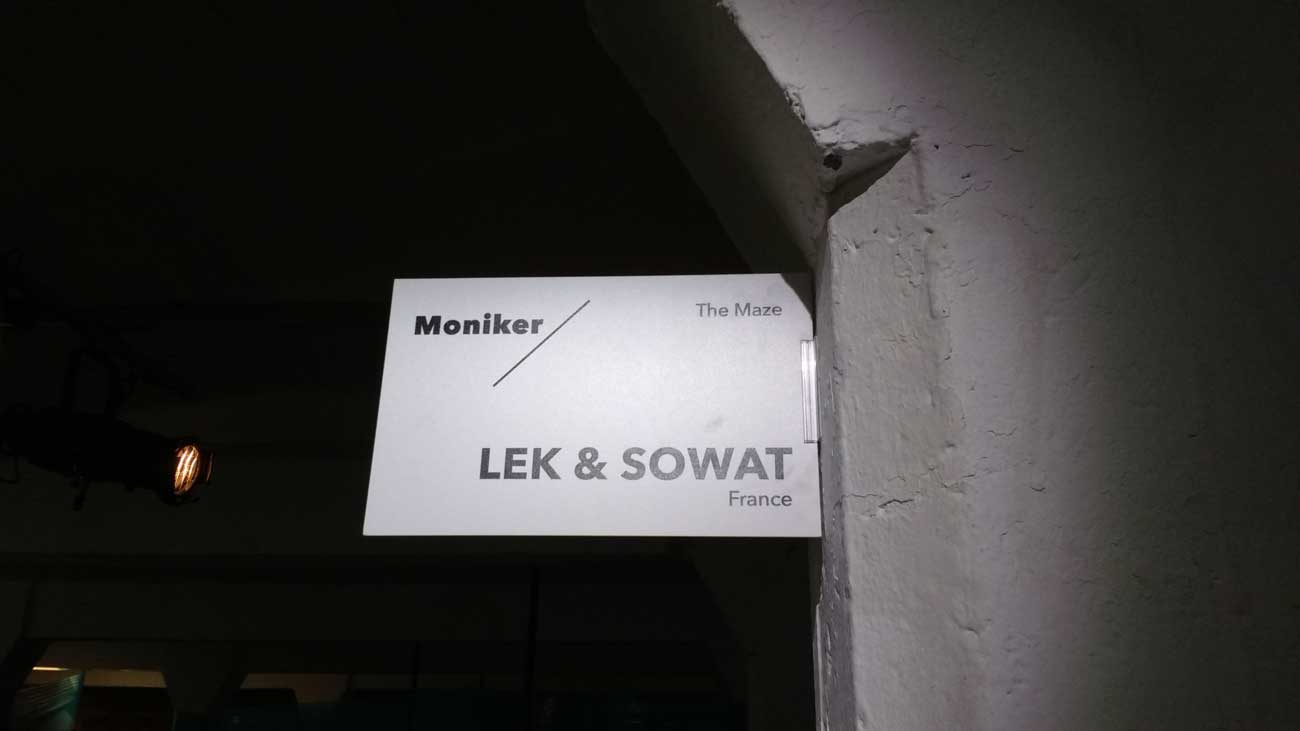 Moniker
The Maze
LEK & SOWAT
France